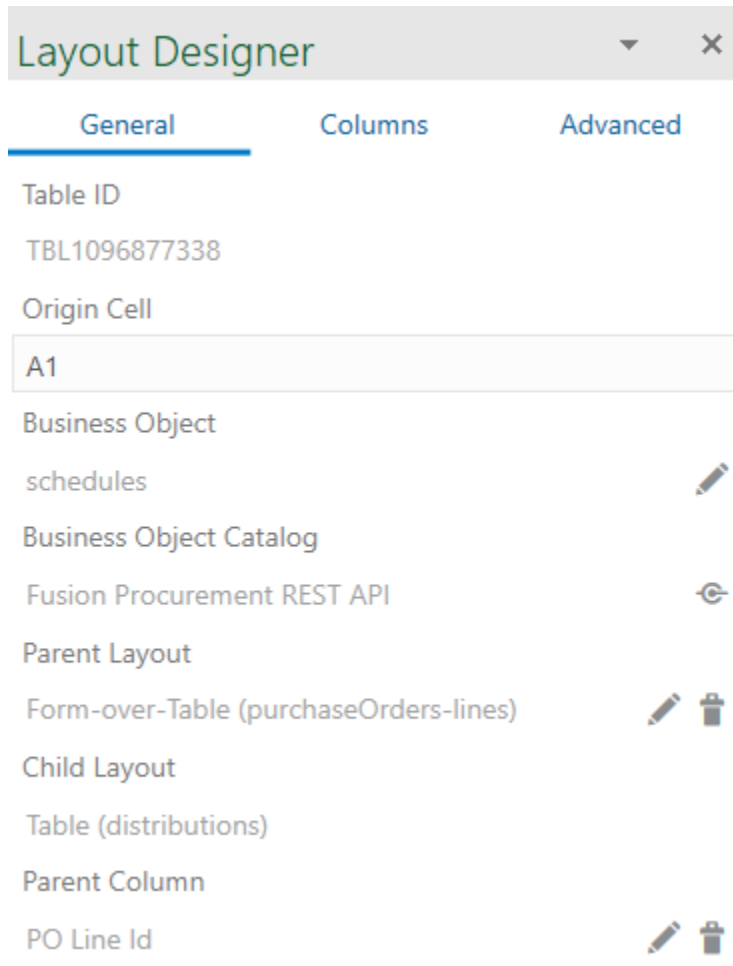 Layout Designer
General Columns Advanced
Table ID
TBL1096877338
Origin Cell
A1
Business Object
schedules
Business Object Catalog
Fusion Procurement REST API
Parent Layout
Form-over-Table (purchaseOrders-lines)
Child Layout
Table (distributions)
Parent Column
PO Line Id